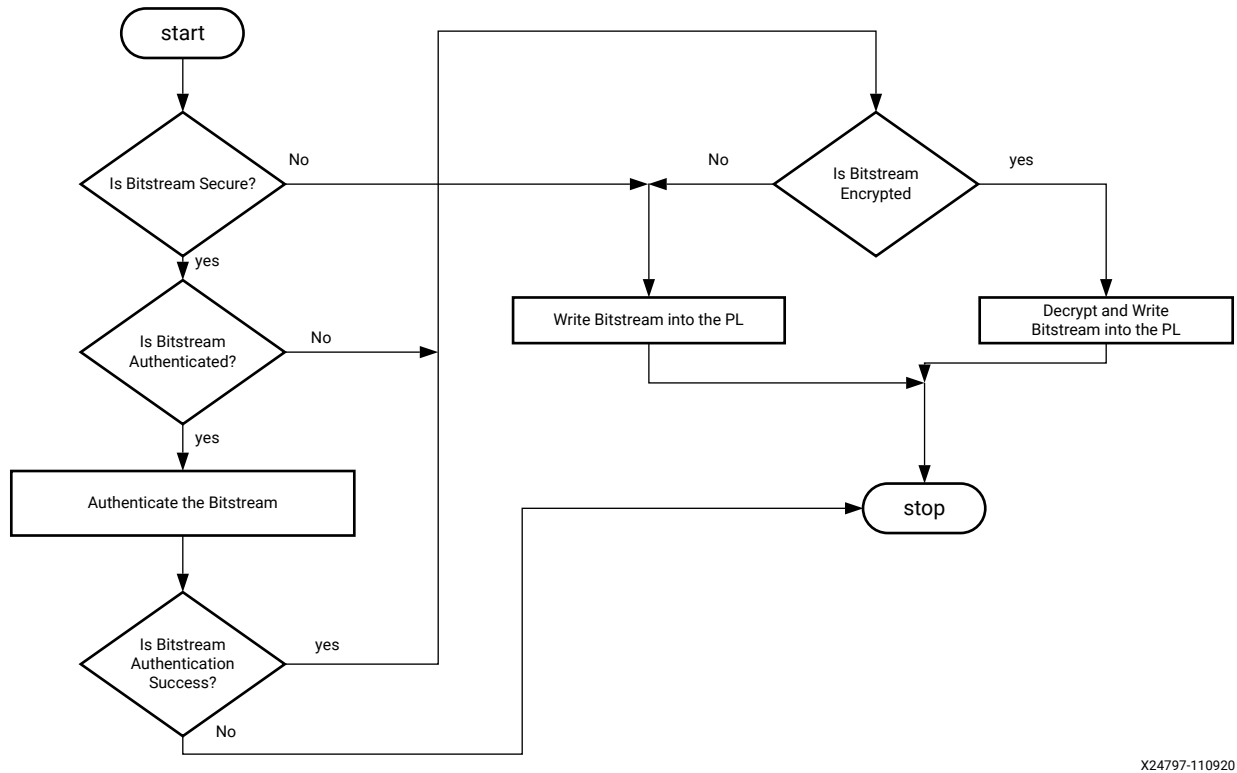 start
Is Bitstream Secure?
No
yes
Is Bitstream
Authenticated?
No
yes
Authenticate the Bitstream
Is Bitstream
Authentication
Success?
yes
No
Is Bitstream
Encrypted
No
yes
Write Bitstream into the PL
Decrypt and Write
Bitstream into the PL
stop
X24797-110920